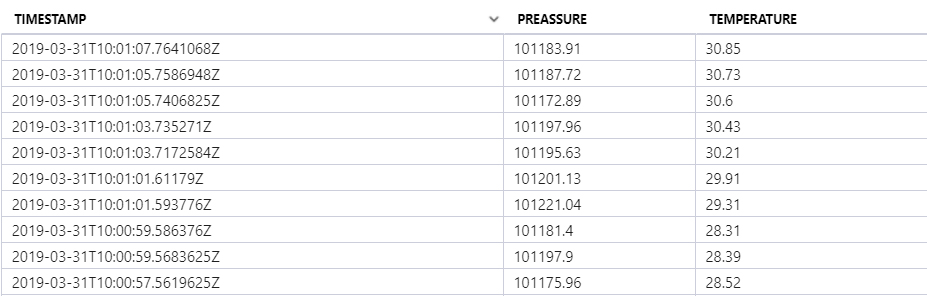 TIMESTAMP PREASSURE TEMPERATURE
2019-03-31T10:01:07.7641068Z 101183.91 30.85
2019-03-31T10:01:05.7586948Z 101187.72 30.73
2019-03-31T10:01:05.7406825Z 101172.89 30.6
2019-03-31T10:01:03.735271Z 101197.96 30.43
2019-03-31T10:01:03.7172584Z 101195.63 30.21
2019-03-31T10:01:01.61179Z 101201.13 29.91
2019-03-31T10:01:01.593776Z 101221.04 29.31
2019-03-31T10:00:59.586376Z 101181.4 28.31
2019-03-31T10:00:59.5683625Z 101197.9 28.39
2019-03-31T10:00:57.5619625Z 101175.96 28.52